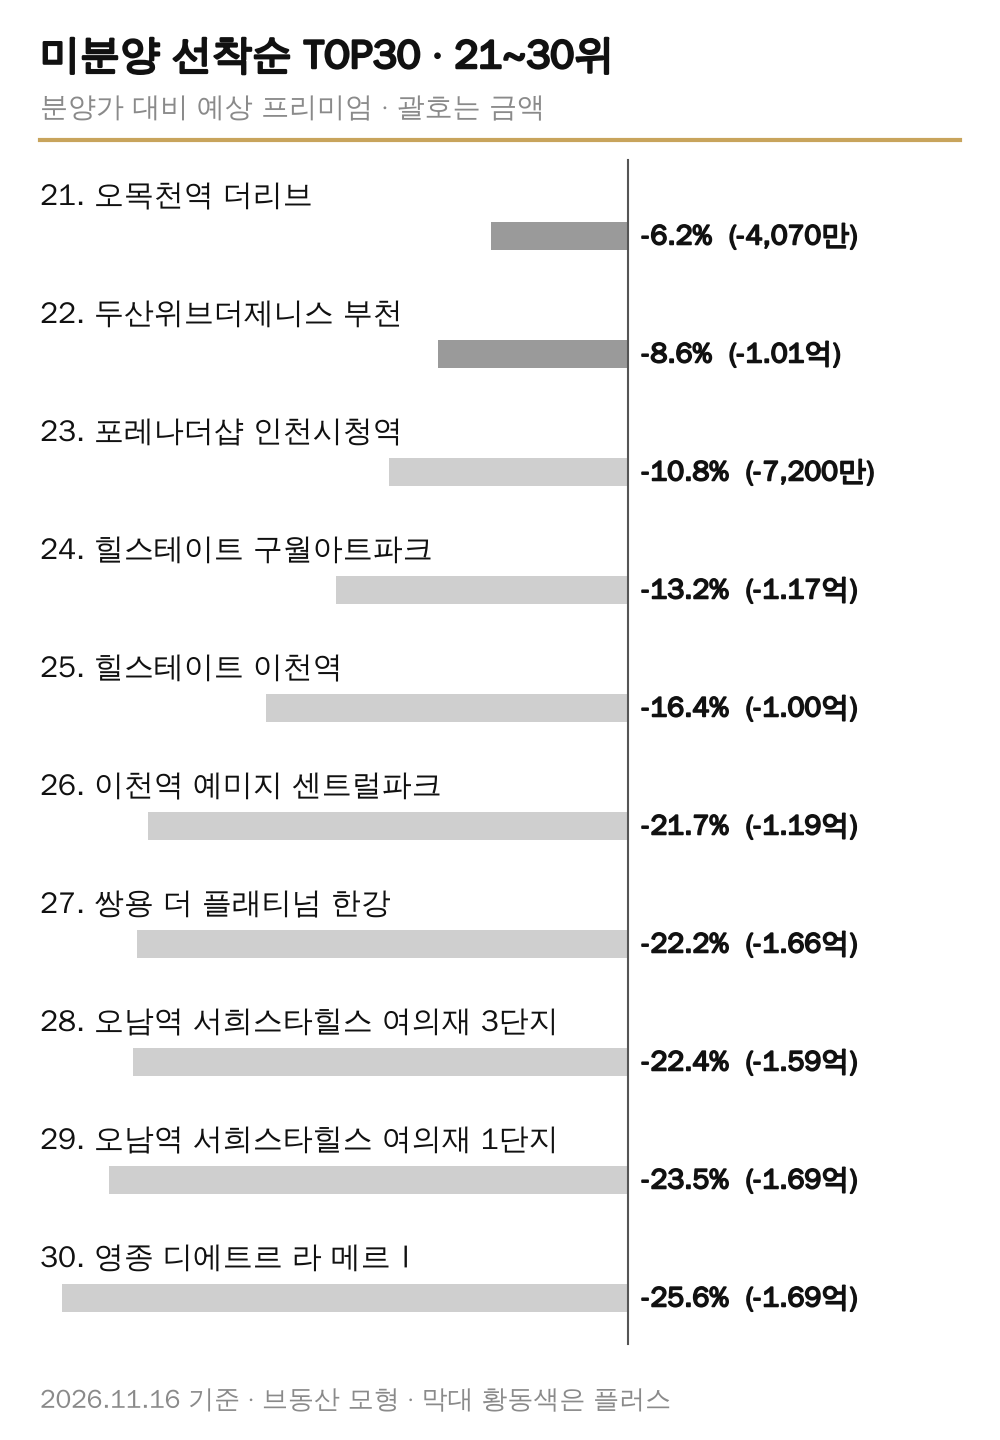 미분양 선착순 TOP30 · 21~30위
분양가 대비 예상 프리미엄 · 괄호는 금액
21. 오목천역 더리브
-6.2% (-4,070만)
22. 두산위브더제니스 부천
-8.6% (-1.01억)
23. 포레나더샵 인천시청역
-10.8% (-7,200만)
24. 힐스테이트 구월아트파크
-13.2% (-1.17억)
25. 힐스테이트 이천역
-16.4% (-1.00억)
26. 이천역 예미지 센트럴파크
-21.7% (-1.19억)
27. 쌍용 더 플래티넘 한강
-22.2% (-1.66억)
28. 오남역 서희스타힐스 여의재 3단지
-22.4% (-1.59억)
29. 오남역 서희스타힐스 여의재 1단지
-23.5% (-1.69억)
30. 영종 디에트르 라 메르 Ⅰ
-25.6% (-1.69억)
2026.11.16 기준 · 브동산 모형 · 막대 황동색은 플러스